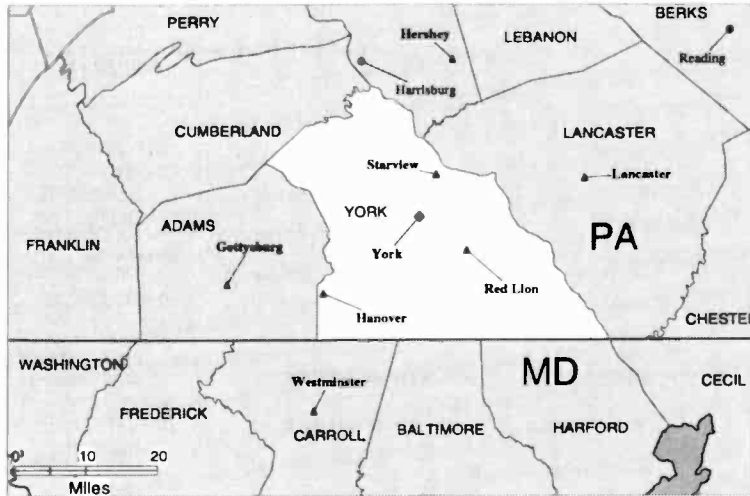 PERRY
BERKS
Hershey
LEBANON
Reading
Harrisburg
CUMBERLAND
LANCASTER
Starview
Lancaster
YORK
ADAMS
PA
FRANKLIN
Gettysburg
York
Red Lion
Hanover
CHESTER
WASHINGTON
MD
CECIL
Westminster
FREDERICK
CARROLL
BALTIMORE
HARFORD
0 10 20
Miles